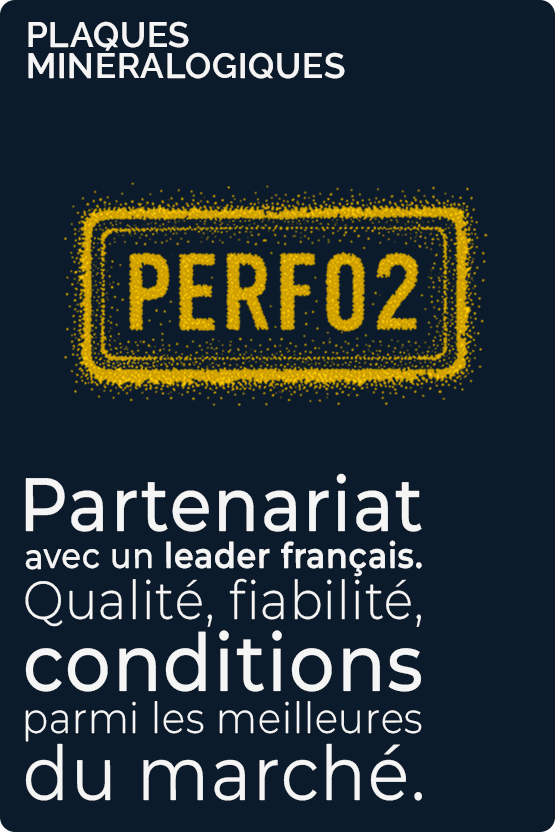 PLAQUES
MINÉRALOGIQUES
PERF02
Partenariat
avec un leader français.
Qualité, fiabilité,
conditions
parmi les meilleures
du marché.